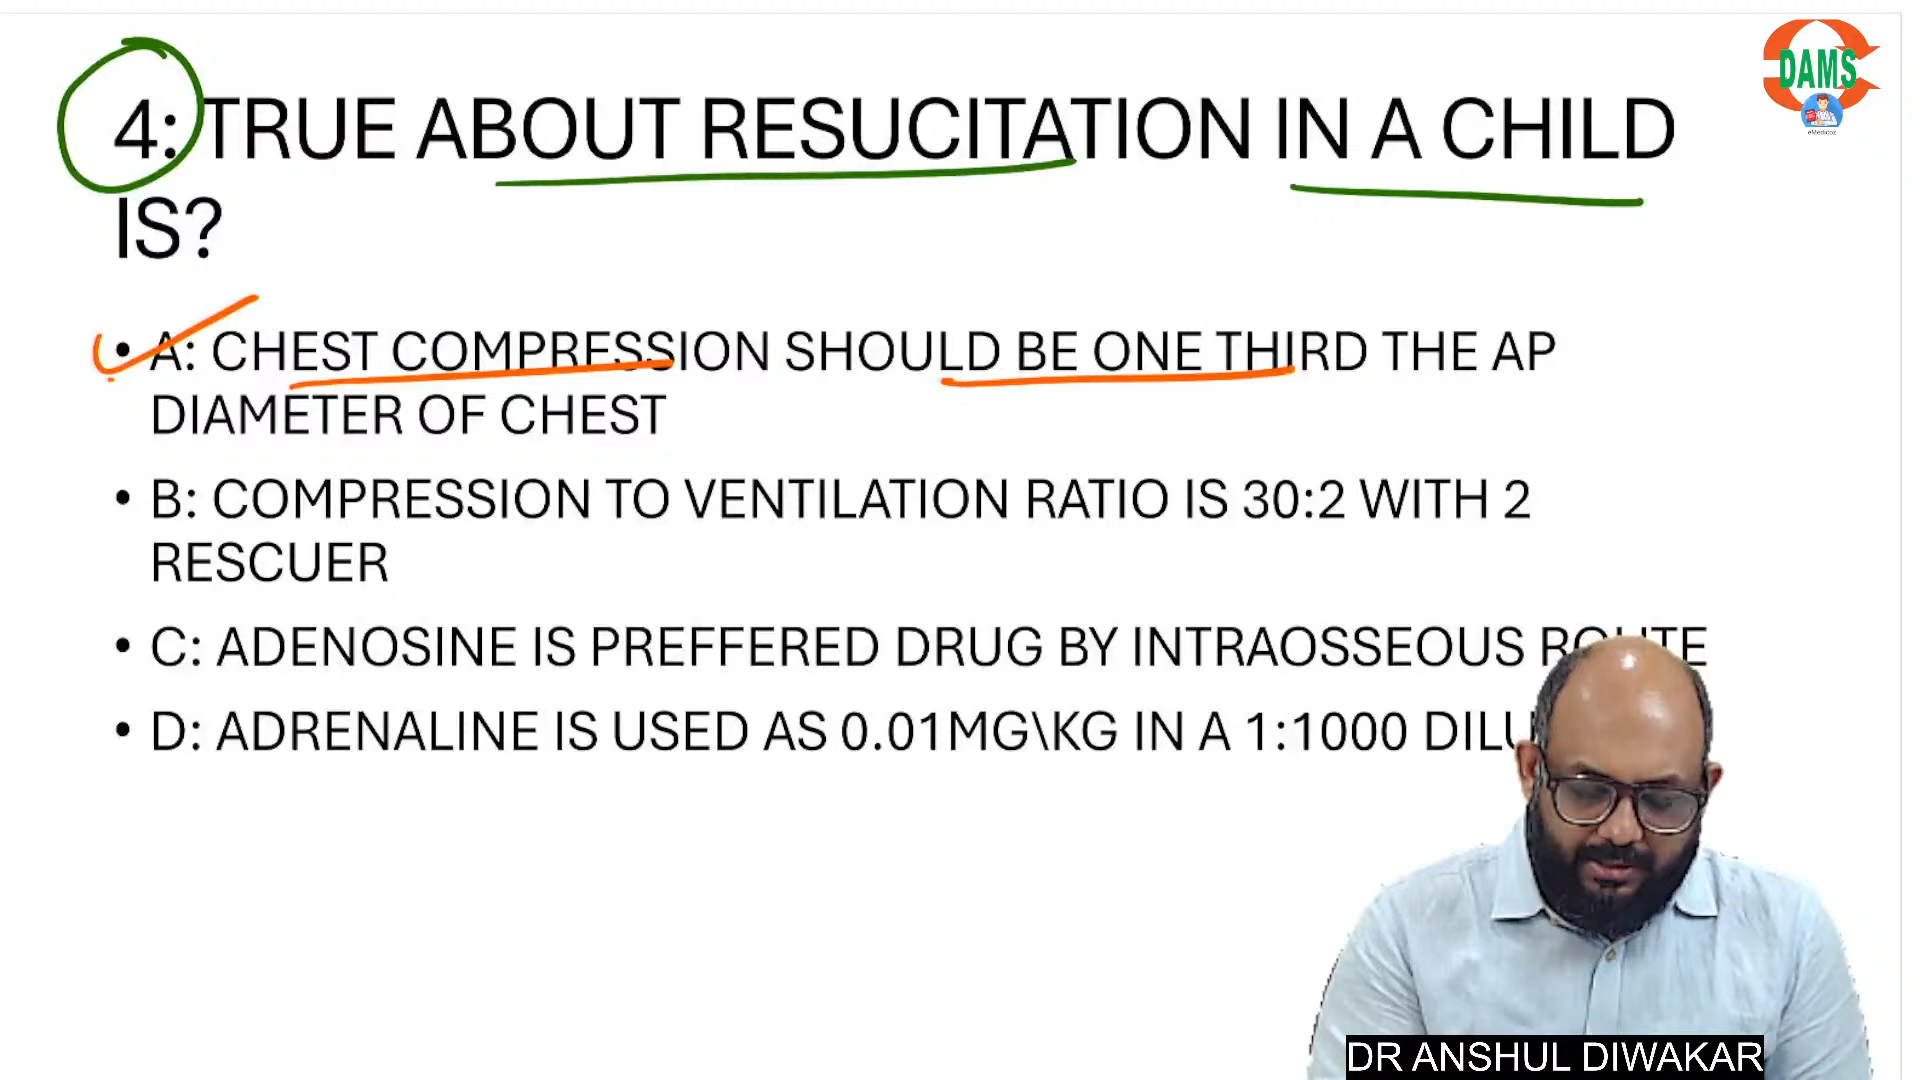 DAMS
eMedicoz
4: TRUE ABOUT RESUCITATION IN A CHILD
IS?
• A: CHEST COMPRESSION SHOULD BE ONE THIRD THE AP
DIAMETER OF CHEST
• B: COMPRESSION TO VENTILATION RATIO IS 30:2 WITH 2
RESCUER
• C: ADENOSINE IS PREFFERED DRUG BY INTRAOSSEOUS ROUTE
• D: ADRENALINE IS USED AS 0.01MG\KG IN A 1:1000
DR ANSHUL DIWAKAR